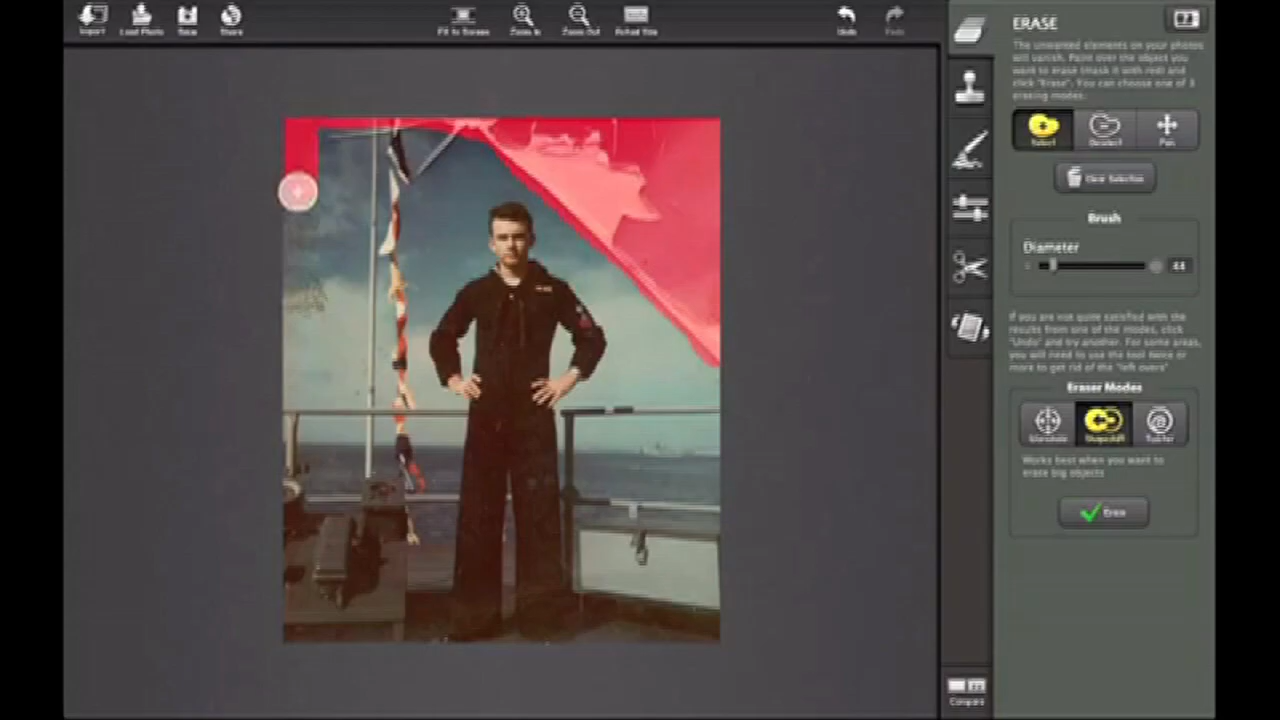 Import Load Photo Save Share Fit to Screen Zoom In Zoom Out Actual Size Undo Redo
ERASE
The unwanted elements on your photos
will vanish. Paint over the object you
want to erase (mask it with red) and
click "Erase". You can choose one of 3
erasing modes:
Select Deselect Pan
Clear Selection
Brush
Diameter
44
If you are not quite satisfied with the
results from one of the modes, click
"Undo" and try another. For some areas,
you will need to use the tool twice or
more to get rid of the "left overs"
Eraser Modes
Shapeshift Twister
Works best when you want to
erase big objects
Erase
Compare